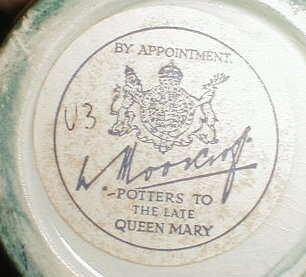 BY APPOINTMENT.
U3
W. Moorcroft
POTTERS TO
THE LATE
QUEEN MARY